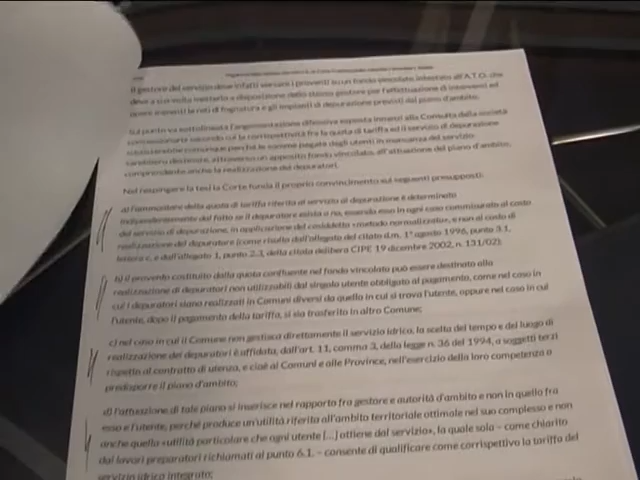 Il gestore del servizio deve infatti versare i proventi su un fondo vincolato intestato all'A.T.O. che
deve a sua volta metterlo a disposizione dello stesso gestore per l'effettuazione di interventi ed
opere inerenti la reti di fognatura e gli impianti di depurazione previsti dal piano d'ambito.
Sul punto va sottolineata l'argomentazione difensiva esposta innanzi alla Consulta dalla società
concessionaria secondo cui la corrispettività fra la quota di tariffa ed il servizio di depurazione
comunque perché le somme pagate dagli utenti in mancanza del servizio
attraverso un apposito fondo vincolato, all'attuazione del piano d'ambito,
comprendente anche la realizzazione dei depuratori.
Nel respingere la tesi la Corte fonda il proprio convincimento sui seguenti presupposti:
a) l'ammontare della quota di tariffa riferita al servizio di depurazione è determinato
indipendentemente dal fatto se il depuratore esista o no, essendo esso in ogni caso commisurato al costo
del servizio di depurazione, in applicazione del cosiddetto «metodo normalizzato», e non al costo di
realizzazione del depuratore (come risulta dall'allegato del citato d.m. 1° agosto 1996, punto 3.1,
lettera c, e dall'allegato 1, punto 2.3, della citata delibera CIPE 19 dicembre 2002, n. 131/02);
b) il provento costituito dalla quota confluente nel fondo vincolato può essere destinato alla
realizzazione di depuratori non utilizzabili dal singolo utente obbligato al pagamento, come nel caso in
cui i depuratori siano realizzati in Comuni diversi da quello in cui si trova l'utente, oppure nel caso in cui
l'utente, dopo il pagamento della tariffa, si sia trasferito in altro Comune;
c) nel caso in cui il Comune non gestisca direttamente il servizio idrico, la scelta del tempo e del luogo di
realizzazione dei depuratori è affidata, dall'art. 11, comma 3, della legge n. 36 del 1994, a soggetti terzi
rispetto al contratto di utenza, e cioè ai Comuni e alle Province, nell'esercizio della loro competenza a
predisporre il piano d'ambito;
d) l'attuazione di tale piano si inserisce nel rapporto fra gestore e autorità d'ambito e non in quello fra
esso e l'utente, perché produce un'utilità riferita all'ambito territoriale ottimale nel suo complesso e non
anche quella «utilità particolare che ogni utente [...] ottiene dal servizio», la quale sola – come chiarito
dai lavori preparatori richiamati al punto 6.1. – consente di qualificare come corrispettivo la tariffa del
servizio idrico integrato;